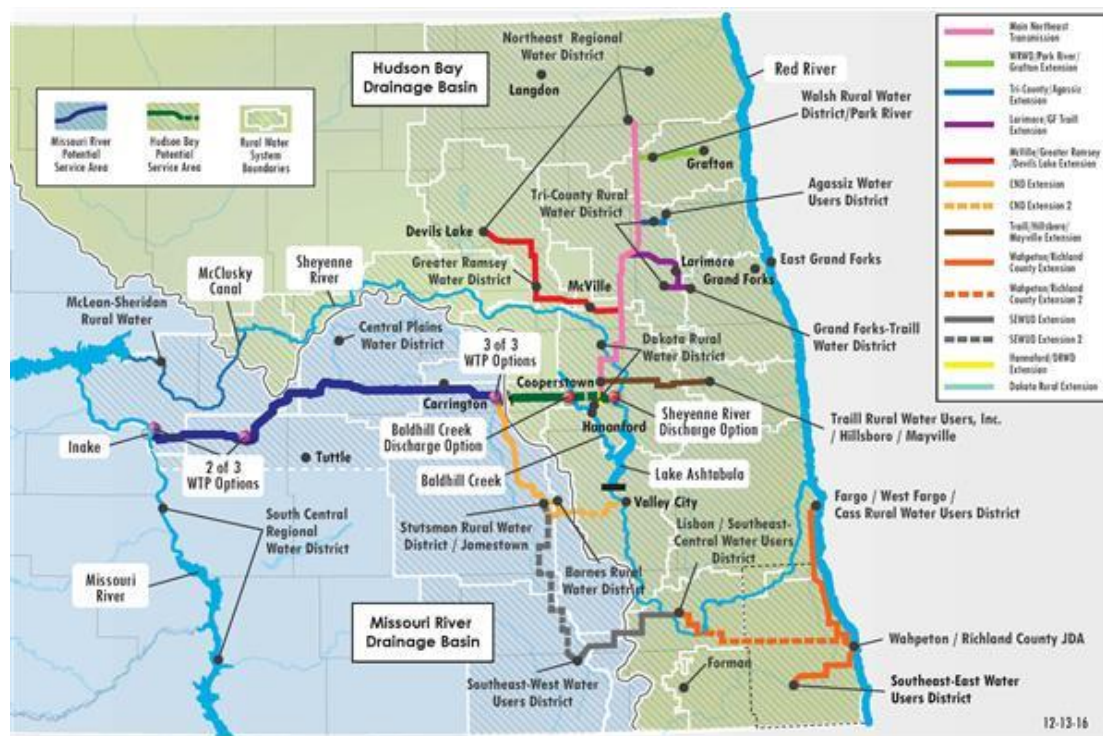 Northeast Regional
Water District
Hudson Bay
Drainage Basin
Langdon
Red River
Walsh Rural Water
District/Park River
Grafton
Missouri River
Potential
Service Area
Hudson Bay
Potential
Service Area
Rural Water
System
Boundaries
Tri-County Rural
Water District
Agassiz Water
Users District
Devils Lake
Larimore
East Grand Forks
Grand Forks
Greater Ramsey
Water District
McVille
Sheyenne
River
McClusky
Canal
McLean-Sheridan
Rural Water
Central Plains
Water District
3 of 3
WTP Options
Dakota Rural
Water District
Grand Forks-Traill
Water District
Cooperstown
Carrington
Hannanford
Baldhill Creek
Discharge Option
Sheyenne River
Discharge Option
Traill Rural Water Users, Inc.
/ Hillsboro / Mayville
Inake
2 of 3
WTP Options
Tuttle
Baldhill Creek
Lake Ashtabula
Valley City
South Central
Regional
Water District
Stutsman Rural Water
District / Jamestown
Lisbon / Southeast-
Central Water Users
District
Fargo / West Fargo /
Cass Rural Water Users District
Barnes Rural
Water District
Missouri
River
Missouri River
Drainage Basin
Wahpeton / Richland County JDA
Forman
Southeast-West Water
Users District
Southeast-East Water
Users District
12-13-16
Main Northeast
Transmission
WRWD/Park River/
Grafton Extension
Tri-County/Agassiz
Extension
Larimore/GF Traill
Extension
McVille/Greater Ramsey
/Devils Lake Extension
CND Extension
CND Extension 2
Traill/Hillsboro/
Mayville Extension
Wahpeton/Richland
County Extension
Wahpeton/Richland
County Extension 2
SEWUD Extension
SEWUD Extension 2
Hannaford/DRWD
Extension
Dakota Rural Extension